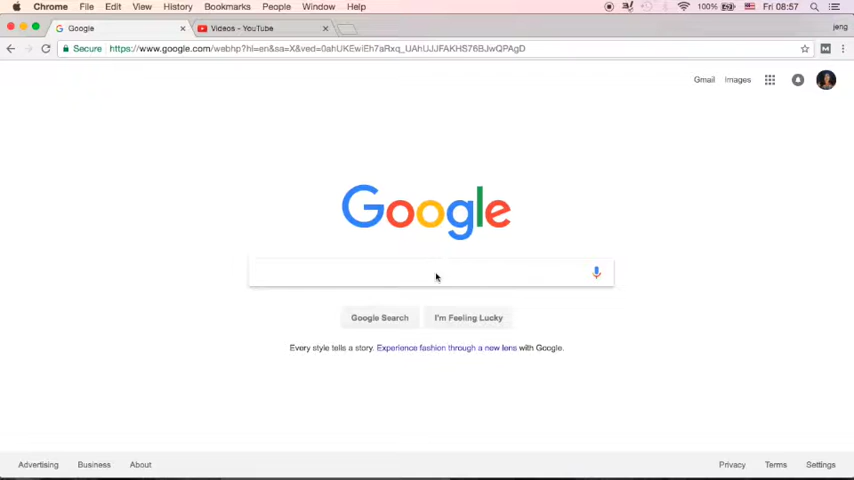 Chrome File Edit View History Bookmarks People Window Help 100% Fri 08:57
Google Videos - YouTube jeng
Secure https://www.google.com/webhp?hl=en&sa=X&ved=0ahUKEwiEh7aRxq_UAhUJJFAKHS76BJwQPAgD
Gmail Images
Google
Google Search I'm Feeling Lucky
Every style tells a story. Experience fashion through a new lens with Google.
Advertising Business About Privacy Terms Settings